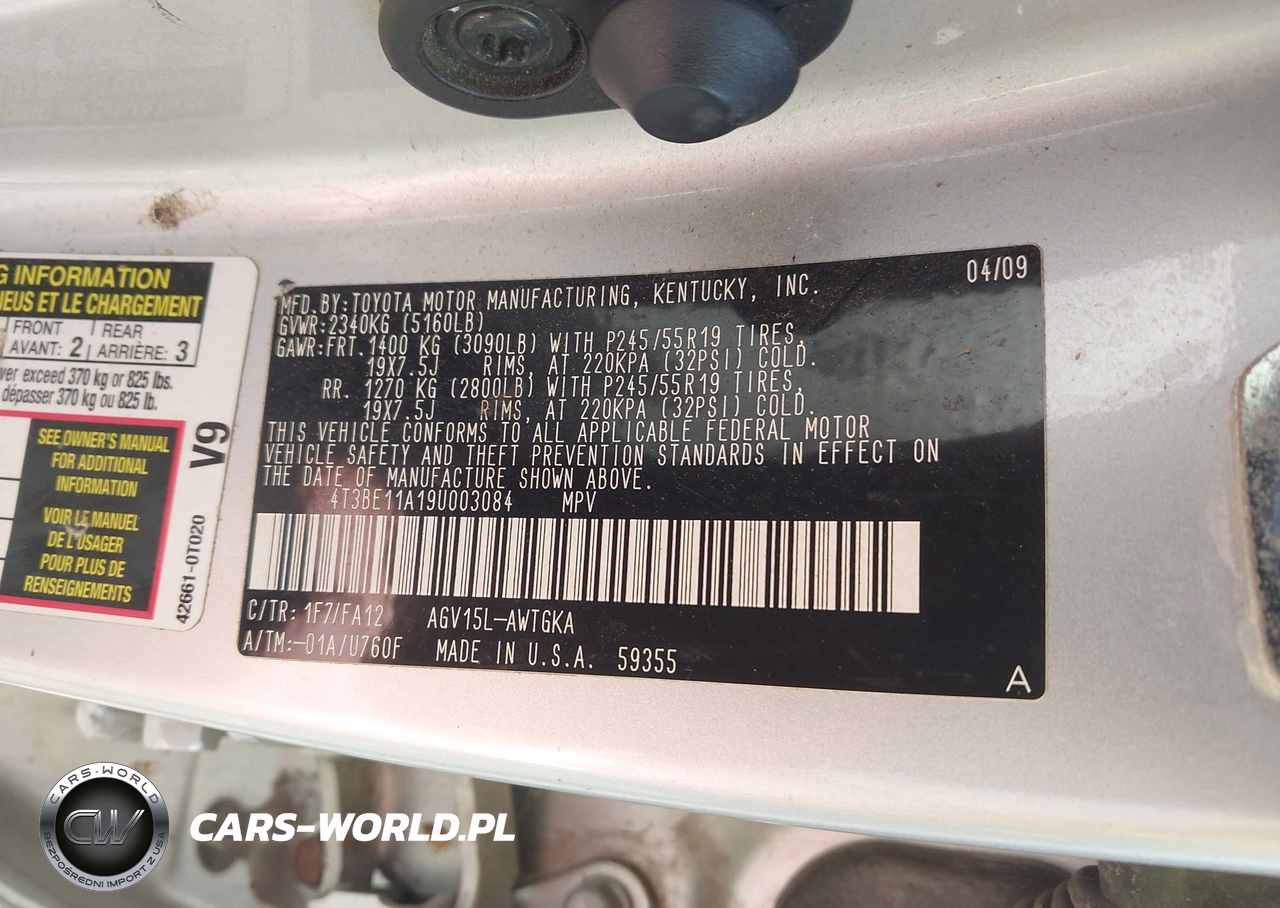 G INFORMATION
NEUS ET LE CHARGEMENT
FRONT
AVANT: 2
REAR
ARRIÈRE: 3
ver exceed 370 kg or 825 lbs.
dépasser 370 kg ou 825 lb.
SEE OWNER'S MANUAL
FOR ADDITIONAL
INFORMATION
VOIR LE MANUEL
DE L'USAGER
POUR PLUS DE
RENSEIGNEMENTS
V9
42661-0T020
04/09
MFD.BY:TOYOTA MOTOR MANUFACTURING, KENTUCKY, INC.
GVWR:2340KG (5160LB)
GAWR:FRT.1400 KG (3090LB) WITH P245/55R19 TIRES,
19X7.5J RIMS, AT 220KPA (32PSI) COLD.
RR. 1270 KG (2800LB) WITH P245/55R19 TIRES,
19X7.5J RIMS, AT 220KPA (32PSI) COLD.
THIS VEHICLE CONFORMS TO ALL APPLICABLE FEDERAL MOTOR
VEHICLE SAFETY AND THEFT PREVENTION STANDARDS IN EFFECT ON
THE DATE OF MANUFACTURE SHOWN ABOVE.
4T3BE11A19U003084 MPV
C/TR: 1F7/FA12 AGV15L-AWTGKA
A/TM:-01A/U760F MADE IN U.S.A. 59355
A
CARS-WORLD
CW
BEZPOŚREDNI IMPORT Z USA
CARS-WORLD.PL